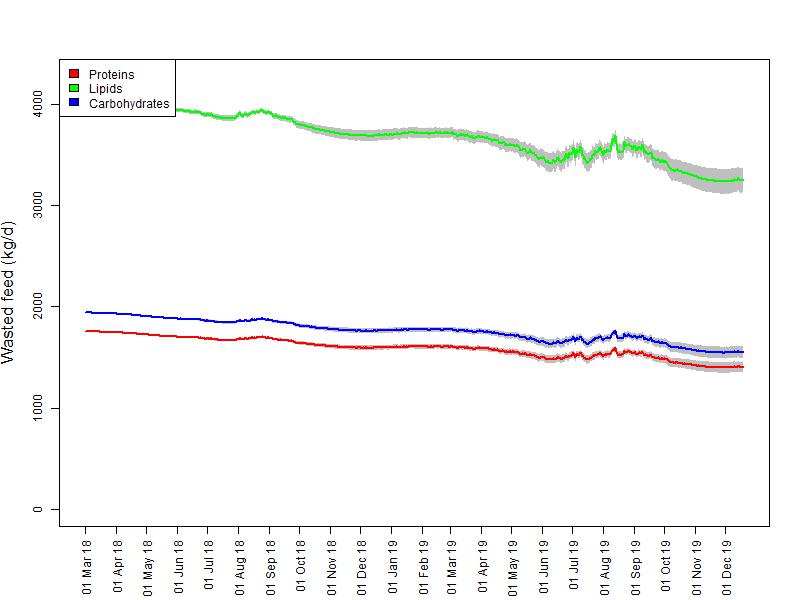 Proteins
Lipids
Carbohydrates
Wasted feed (kg/d)
4000
3000
2000
1000
0
01 Mar 18
01 Apr 18
01 May 18
01 Jun 18
01 Jul 18
01 Aug 18
01 Sep 18
01 Oct 18
01 Nov 18
01 Dec 18
01 Jan 19
01 Feb 19
01 Mar 19
01 Apr 19
01 May 19
01 Jun 19
01 Jul 19
01 Aug 19
01 Sep 19
01 Oct 19
01 Nov 19
01 Dec 19